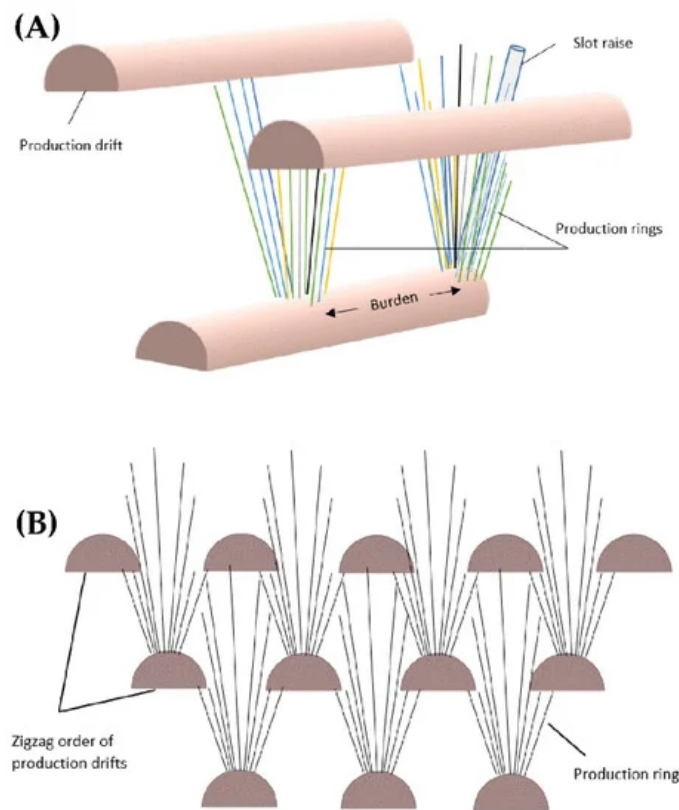 (A)
Slot raise
Production drift
Production rings
Burden
(B)
Zigzag order of
production drifts
Production ring